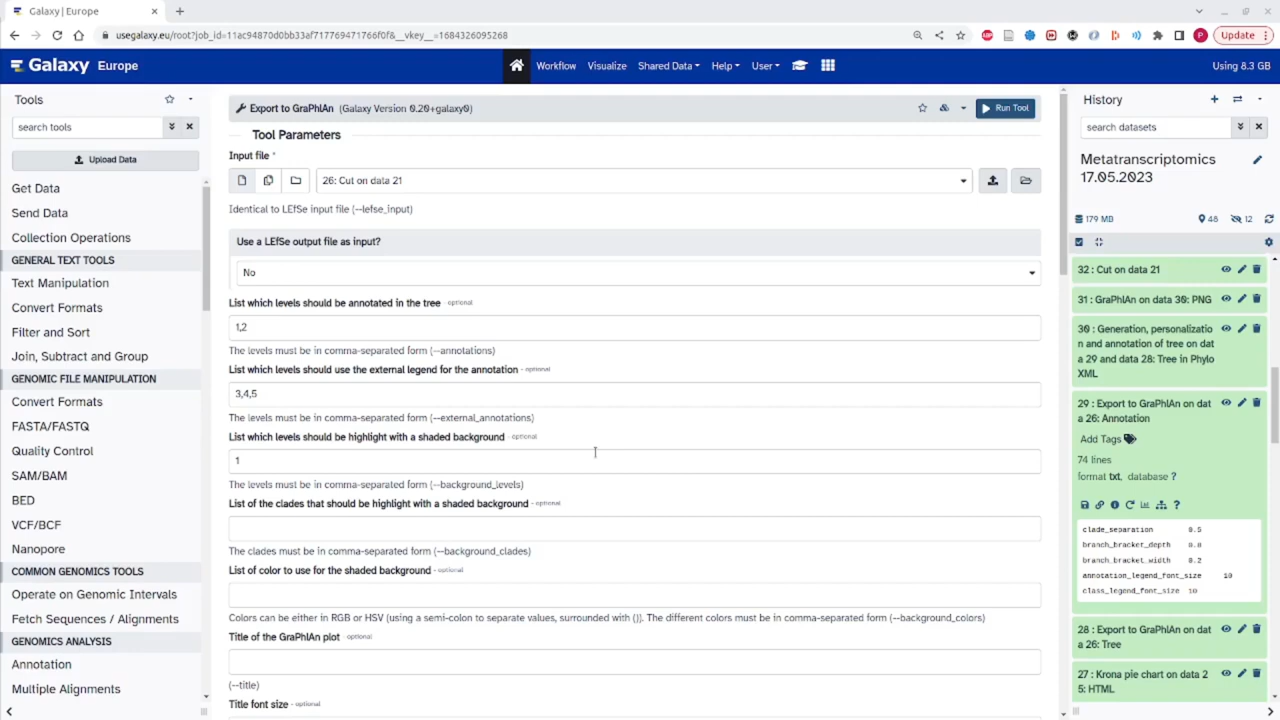 Galaxy | Europe
usegalaxy.eu/root?job_id=11ac94870d0bb33af717769471766f0f&__vkey__=1684326095268
Update
Galaxy Europe
Workflow Visualize Shared Data Help User
Using 8.3 GB
Tools
search tools
Upload Data
Get Data
Send Data
Collection Operations
GENERAL TEXT TOOLS
Text Manipulation
Convert Formats
Filter and Sort
Join, Subtract and Group
GENOMIC FILE MANIPULATION
Convert Formats
FASTA/FASTQ
Quality Control
SAM/BAM
BED
VCF/BCF
Nanopore
COMMON GENOMICS TOOLS
Operate on Genomic Intervals
Fetch Sequences / Alignments
GENOMICS ANALYSIS
Annotation
Multiple Alignments
Export to GraPhlAn (Galaxy Version 0.20+galaxy0)
Run Tool
Tool Parameters
Input file *
26: Cut on data 21
Identical to LEfSe input file (--lefse_input)
Use a LEfSe output file as input?
No
List which levels should be annotated in the tree - optional
1,2
The levels must be in comma-separated form (--annotations)
List which levels should use the external legend for the annotation - optional
3,4,5
The levels must be in comma-separated form (--external_annotations)
List which levels should be highlight with a shaded background - optional
1
The levels must be in comma-separated form (--background_levels)
List of the clades that should be highlight with a shaded background - optional
The clades must be in comma-separated form (--background_clades)
List of color to use for the shaded background - optional
Colors can be either in RGB or HSV (using a semi-colon to separate values, surrounded with ()). The different colors must be in comma-separated form (--background_colors)
Title of the GraPhlAn plot - optional
(--title)
Title font size - optional
History
search datasets
Metatranscriptomics
17.05.2023
179 MB
48 12
32 : Cut on data 21
31 : GraPhlAn on data 30: PNG
30 : Generation, personalizatio
n and annotation of tree on dat
a 29 and data 28: Tree in Phylo
XML
29 : Export to GraPhlAn on dat
a 26: Annotation
Add Tags
74 lines
format txt, database ?
clade_separation 0.5
branch_bracket_depth 0.8
branch_bracket_width 0.2
annotation_legend_font_size 10
class_legend_font_size 10
28 : Export to GraPhlAn on dat
a 26: Tree
27 : Krona pie chart on data 2
5: HTML